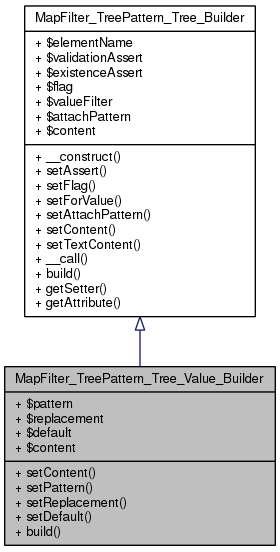 MapFilter_TreePattern_Tree_Builder
+ $elementName
+ $validationAssert
+ $existenceAssert
+ $flag
+ $valueFilter
+ $attachPattern
+ $content
+ __construct()
+ setAssert()
+ setFlag()
+ setForValue()
+ setAttachPattern()
+ setContent()
+ setTextContent()
+ __call()
+ build()
+ getSetter()
+ getAttribute()
MapFilter_TreePattern_Tree_Value_Builder
+ $pattern
+ $replacement
+ $default
+ $content
+ setContent()
+ setPattern()
+ setReplacement()
+ setDefault()
+ build()